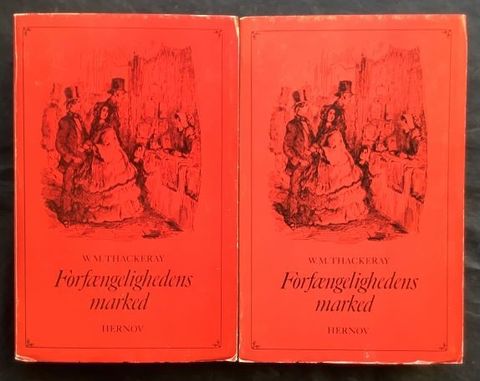 W. M. THACKERAY
Forfængelighedens
marked
HERNOV
W. M. THACKERAY
Forfængelighedens
marked
HERNOV